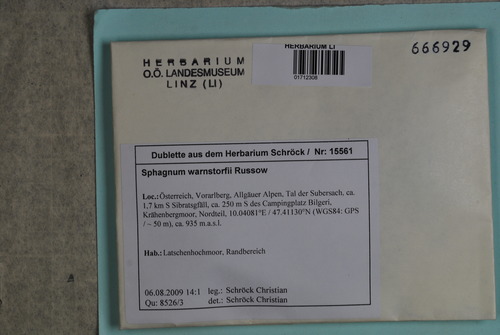 HERBARIUM
O.Ö. LANDESMUSEUM
LINZ (LI)
HERBARIUM LI
01712308
666929
Dublette aus dem Herbarium Schröck / Nr: 15561
Sphagnum warnstorfii Russow
Loc.:Österreich, Vorarlberg, Allgäuer Alpen, Tal der Subersach, ca.
1,7 km S Sibratsgfäll, ca. 250 m S des Campingplatz Bilgeri,
Krähenbergmoor, Nordteil, 10.04081°E / 47.41130°N (WGS84: GPS
/ ~ 50 m), ca. 935 m.a.s.l.
Hab.:Latschenhochmoor, Randbereich
06.08.2009 14:1 leg.: Schröck Christian
Qu: 8526/3 det.: Schröck Christian